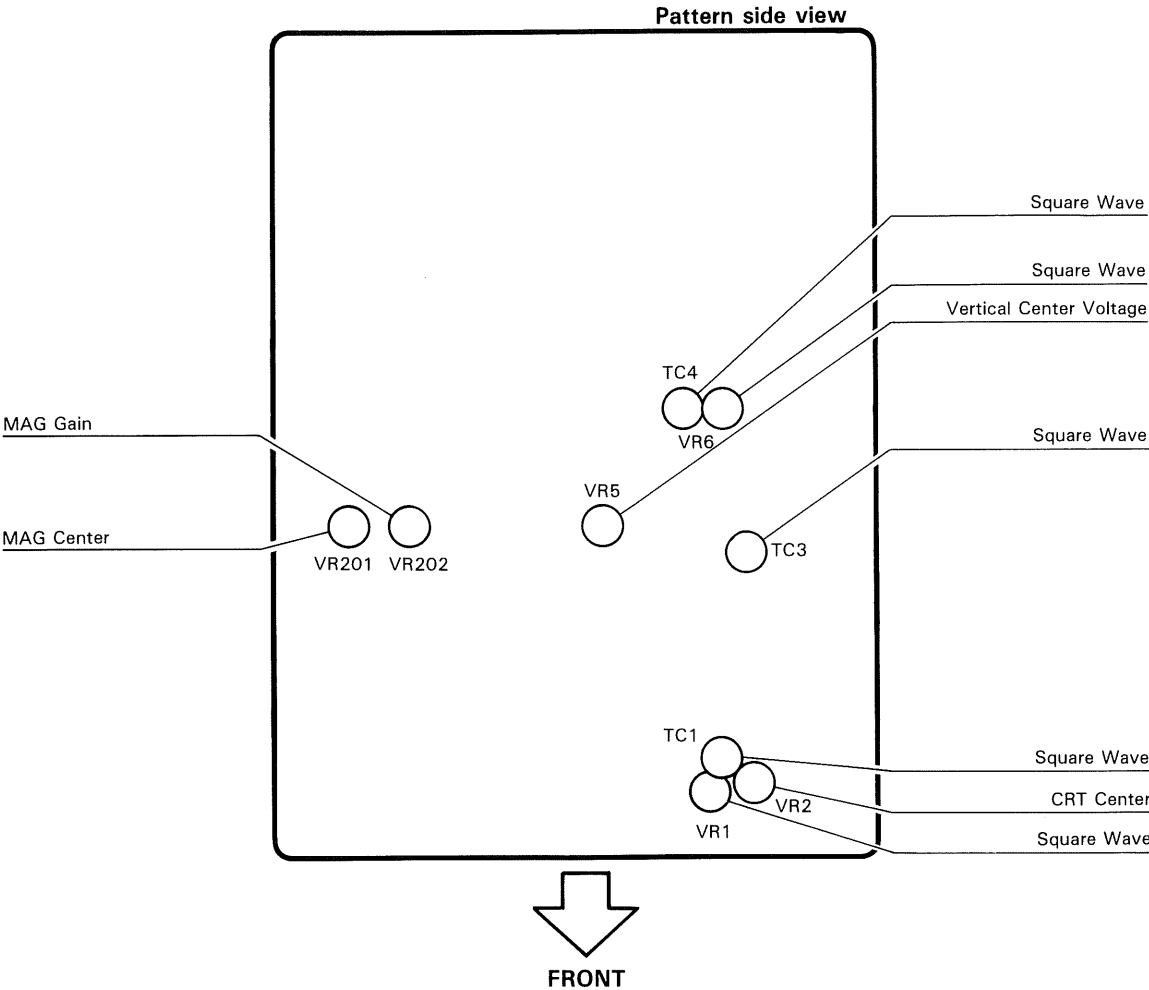 Pattern side view
Square Wave
Square Wave
Vertical Center Voltage
TC4
MAG Gain
VR6
Square Wave
VR5
MAG Center
TC3
VR201
VR202
TC1
Square Wave
CRT Center
VR2
VR1
Square Wave
FRONT